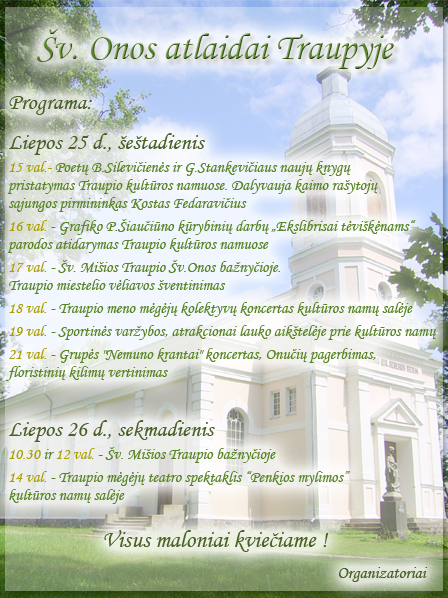 Šv. Onos atlaidai Traupyje
Programa:
Liepos 25 d., šeštadienis
15 val.- Poetų B.Silevičienės ir G.Stankevičiaus naujų knygų
pristatymas Traupio kultūros namuose. Dalyvauja kaimo rašytojų
sąjungos pirmininkas Kostas Fedaravičius
16 val. - Grafiko P.Šiaučiūno kūrybinių darbų „Ekslibrisai tėviškėnams“
parodos atidarymas Traupio kultūros namuose
17 val. - Šv. Mišios Traupio Šv.Onos bažnyčioje.
Traupio miestelio vėliavos šventinimas
18 val. - Traupio meno mėgėjų kolektyvų koncertas kultūros namų salėje
19 val. - Sportinės varžybos, atrakcionai lauko aikštelėje prie kultūros namų
21 val. - Grupės "Nemuno krantai" koncertas, Onučių pagerbimas,
floristinių kilimų vertinimas
Liepos 26 d., sekmadienis
10.30 ir 12 val. - Šv. Mišios Traupio bažnyčioje
14 val. - Traupio mėgėjų teatro spektaklis “Penkios mylimos”
kultūros namų salėje
Visus maloniai kviečiame !
Organizatoriai